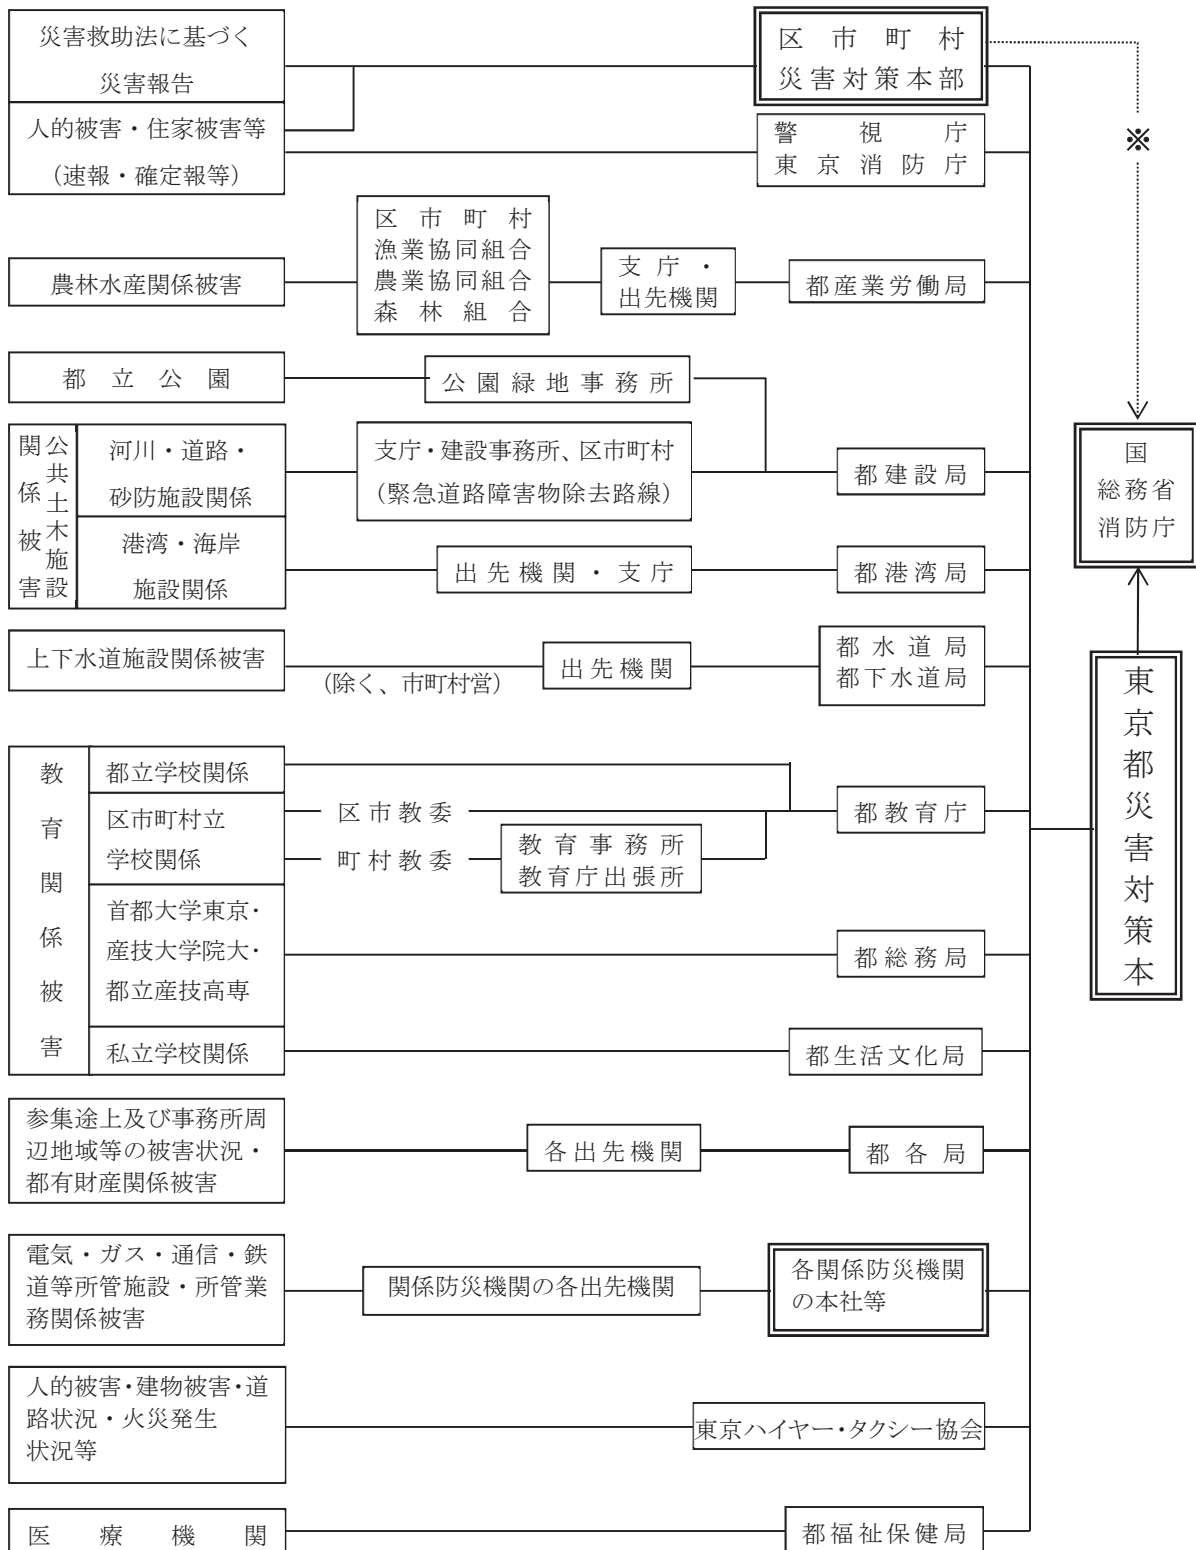 災害救助法に基づく
災害報告
区市町村
災害対策本部
人的被害・住家被害等
（速報・確定報等）
警視庁
東京消防庁
※
農林水産関係被害
区市町村
漁業協同組合
農業協同組合
森林組合
支庁・
出先機関
都産業労働局
都立公園
公園緑地事務所
公共土木施設
関係被害
河川・道路・
砂防施設関係
支庁・建設事務所、区市町村
（緊急道路障害物除去路線）
都建設局
国
総務省
消防庁
港湾・海岸
施設関係
出先機関・支庁
都港湾局
上下水道施設関係被害
（除く、市町村営）
出先機関
都水道局
都下水道局
東京都災害対策本
教育関係被害
都立学校関係
区市町村立
学校関係
区市教委
町村教委
教育事務所
教育庁出張所
都教育庁
首都大学東京・
産技大学院大・
都立産技高専
都総務局
私立学校関係
都生活文化局
参集途上及び事務所周
辺地域等の被害状況・
都有財産関係被害
各出先機関
都各局
電気・ガス・通信・鉄
道等所管施設・所管業
務関係被害
関係防災機関の各出先機関
各関係防災機関
の本社等
人的被害・建物被害・道
路状況・火災発生
状況等
東京ハイヤー・タクシー協会
医療機関
都福祉保健局